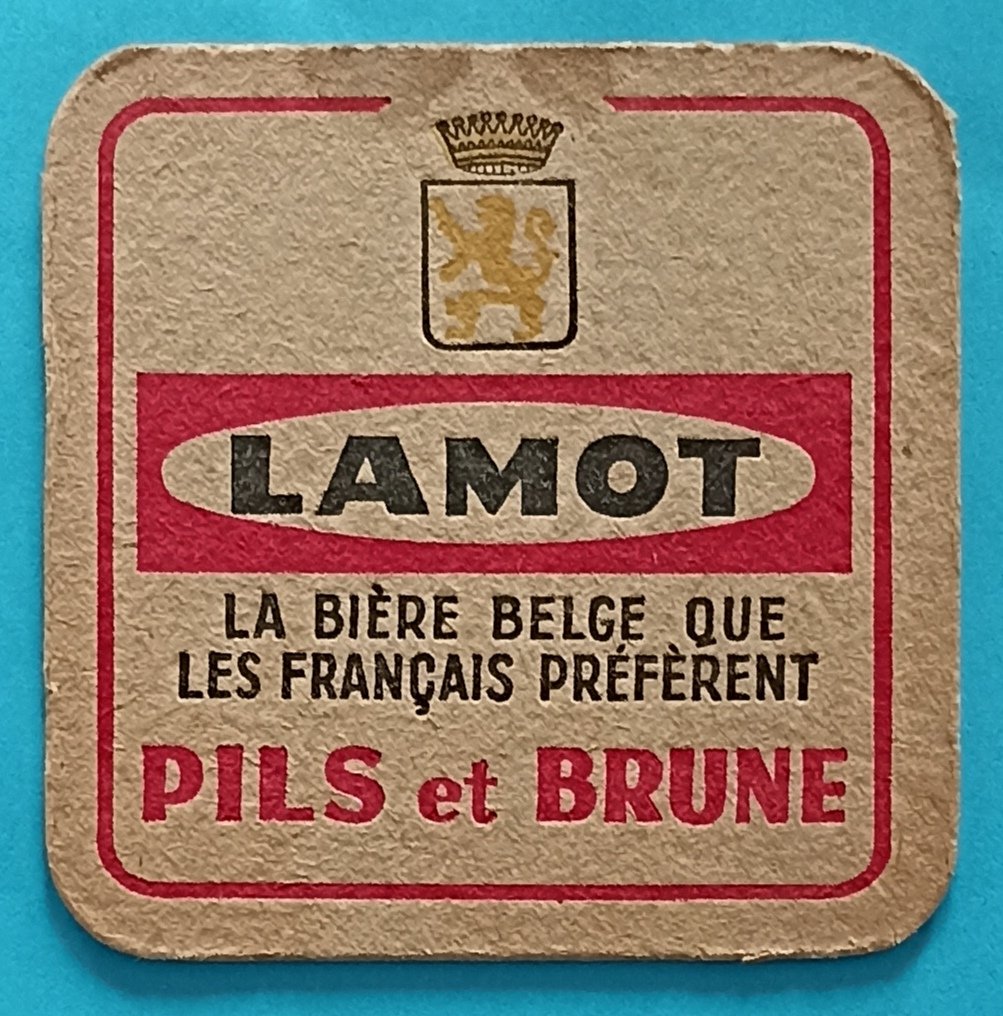 LAMOT
LA BIÈRE BELGE QUE
LES FRANÇAIS PRÉFÈRENT
PILS et BRUNE